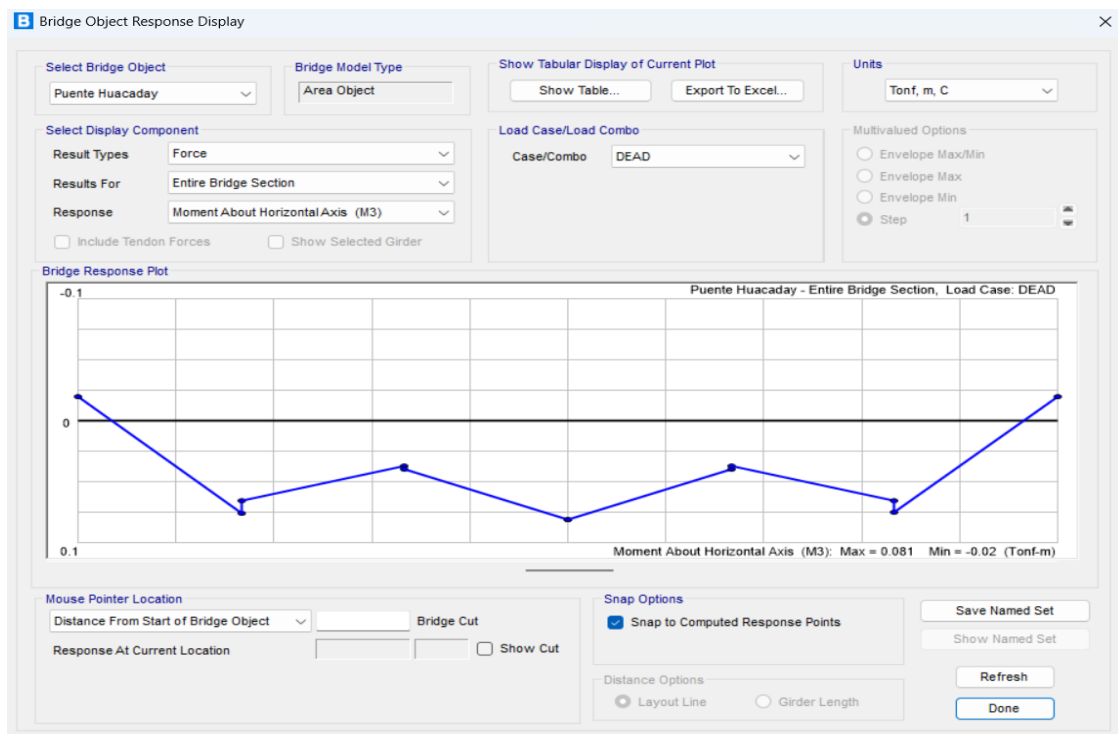 B Bridge Object Response Display
Select Bridge Object
Puente Huacaday
Bridge Model Type
Area Object
Show Tabular Display of Current Plot
Show Table...
Export To Excel...
Units
Tonf, m, C
Select Display Component
Result Types
Force
Results For
Entire Bridge Section
Response
Moment About Horizontal Axis (M3)
Include Tendon Forces
Show Selected Girder
Load Case/Load Combo
Case/Combo
DEAD
Multivalued Options
Envelope Max/Min
Envelope Max
Envelope Min
Step
1
Bridge Response Plot
-0.1
Puente Huacaday - Entire Bridge Section, Load Case: DEAD
0
0.1
Moment About Horizontal Axis (M3): Max = 0.081 Min = -0.02 (Tonf-m)
Mouse Pointer Location
Distance From Start of Bridge Object
Bridge Cut
Response At Current Location
Show Cut
Snap Options
Snap to Computed Response Points
Distance Options
Layout Line
Girder Length
Save Named Set
Show Named Set
Refresh
Done